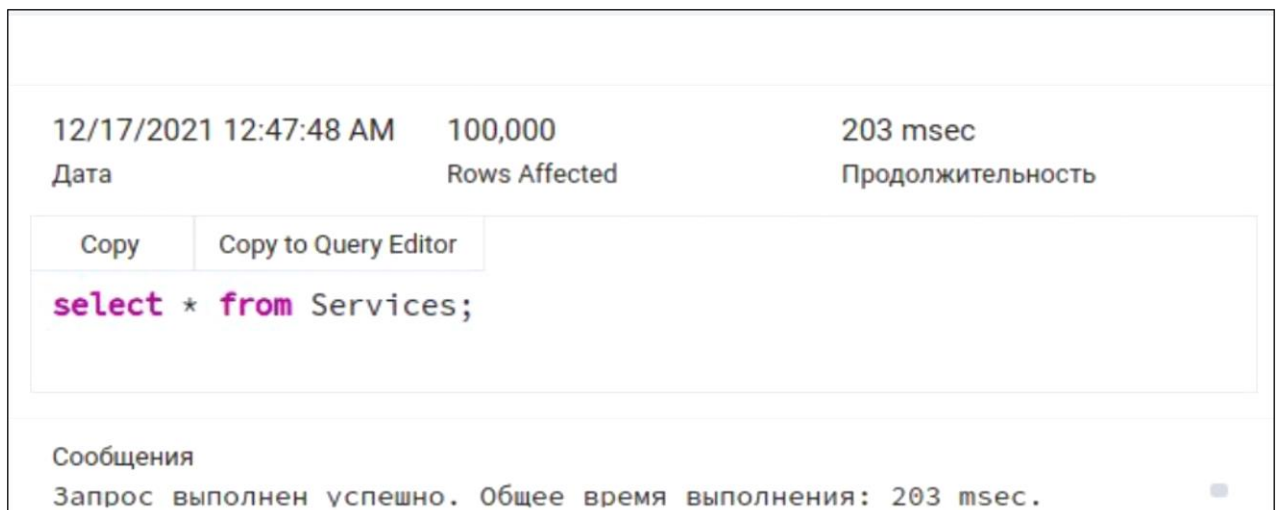 12/17/2021 12:47:48 AM 100,000 203 msec
Дата Rows Affected Продолжительность
Copy Copy to Query Editor
select * from Services;
Сообщения
Запрос выполнен успешно. Общее время выполнения: 203 msec.